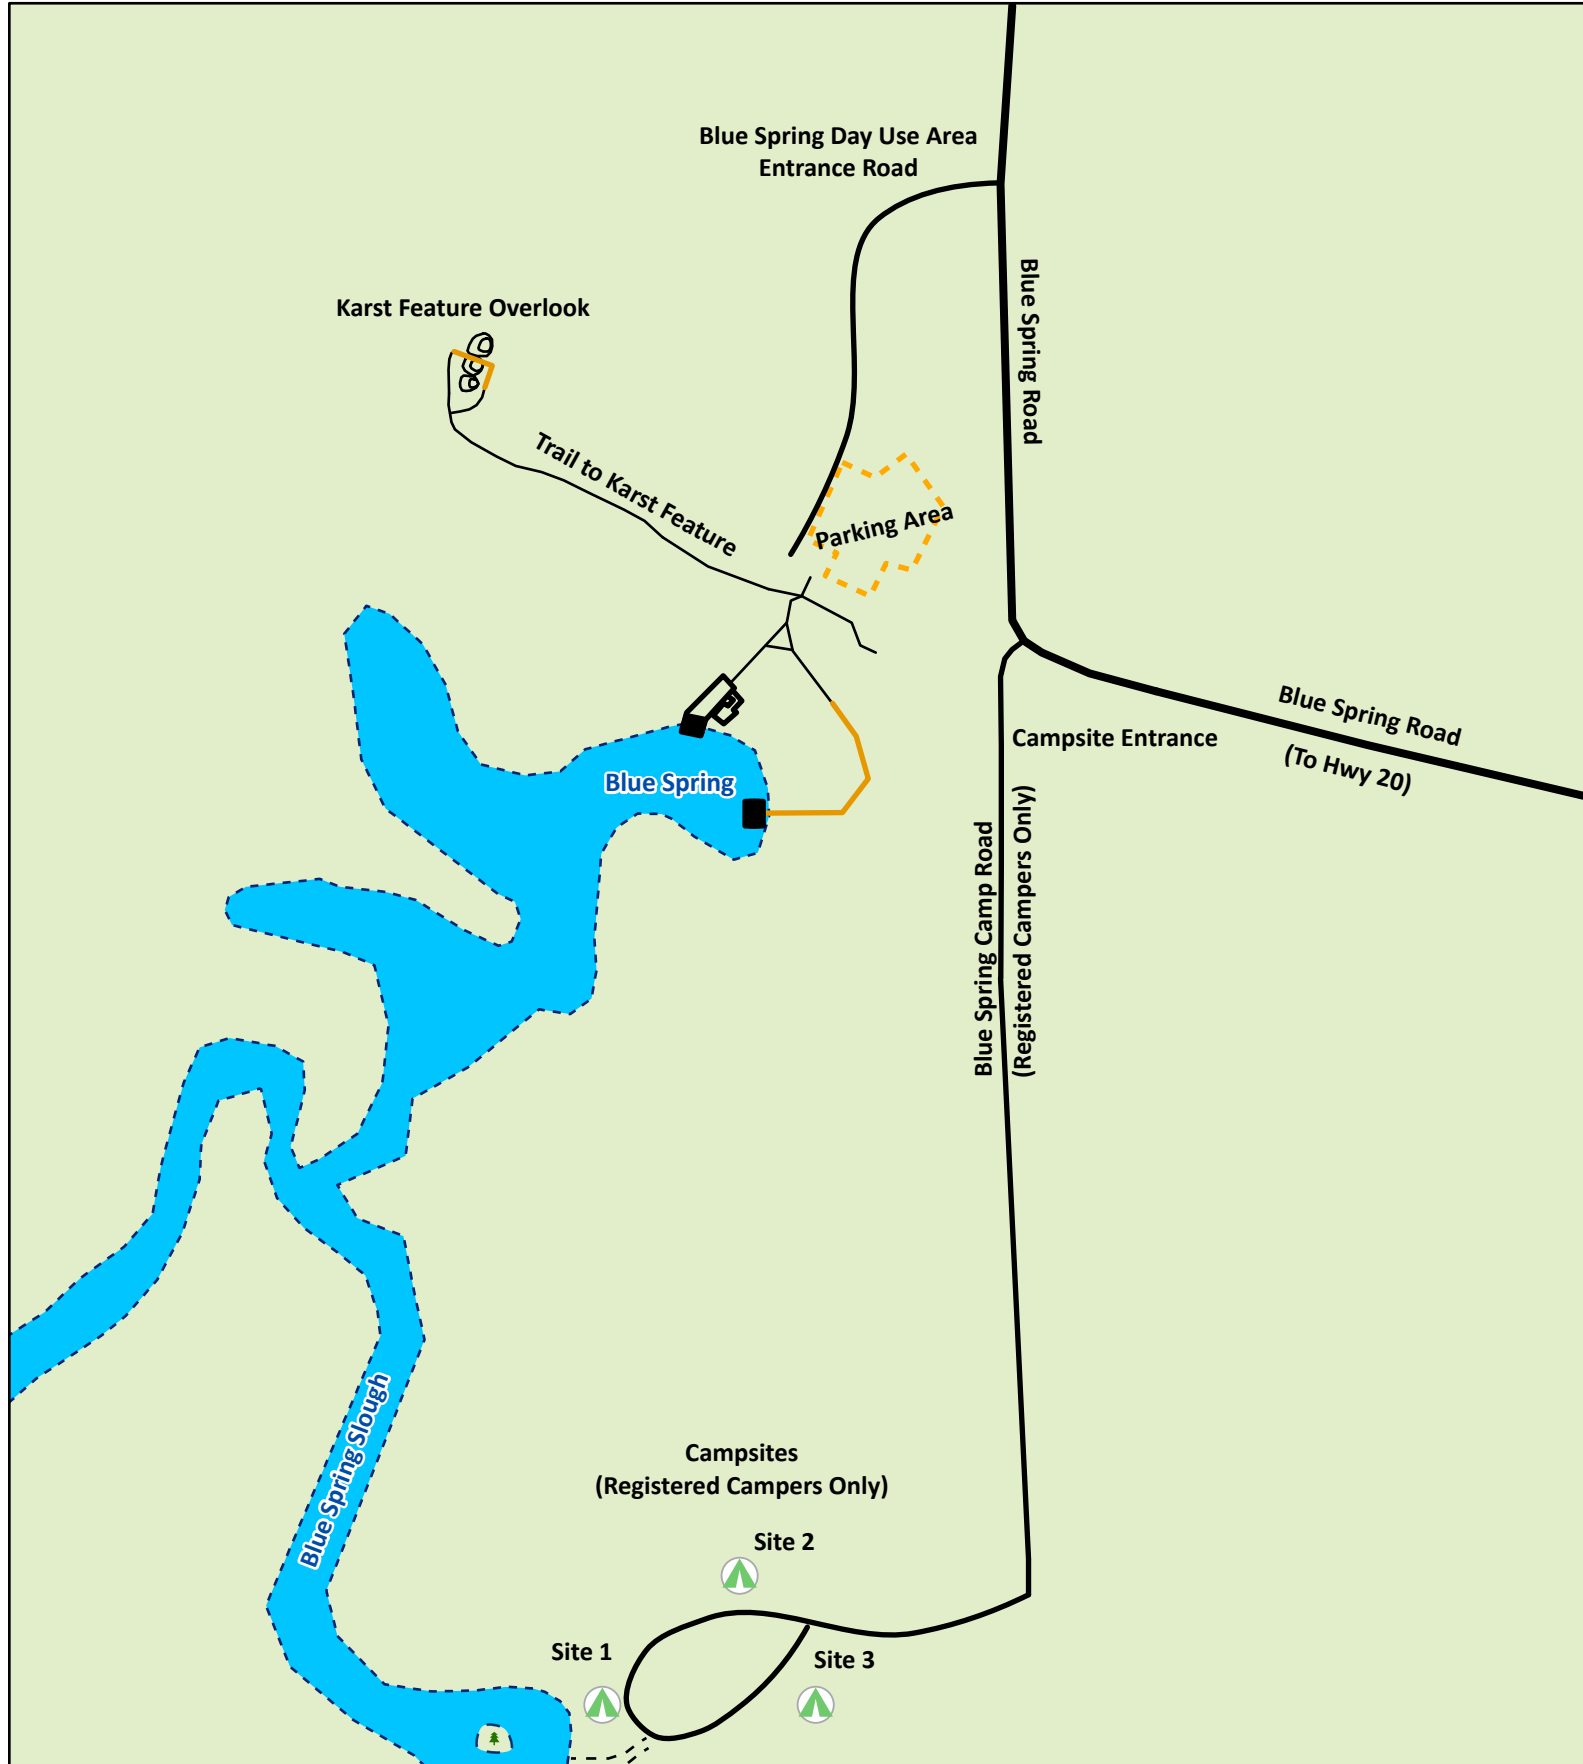 Blue Spring Day Use Area
Entrance Road
Blue Spring Road
Karst Feature Overlook
Trail to Karst Feature
Parking Area
Blue Spring Road
(To Hwy 20)
Campsite Entrance
Blue Spring
Blue Spring Camp Road
(Registered Campers Only)
Blue Spring Slough
Campsites
(Registered Campers Only)
Site 2
Site 1
Site 3